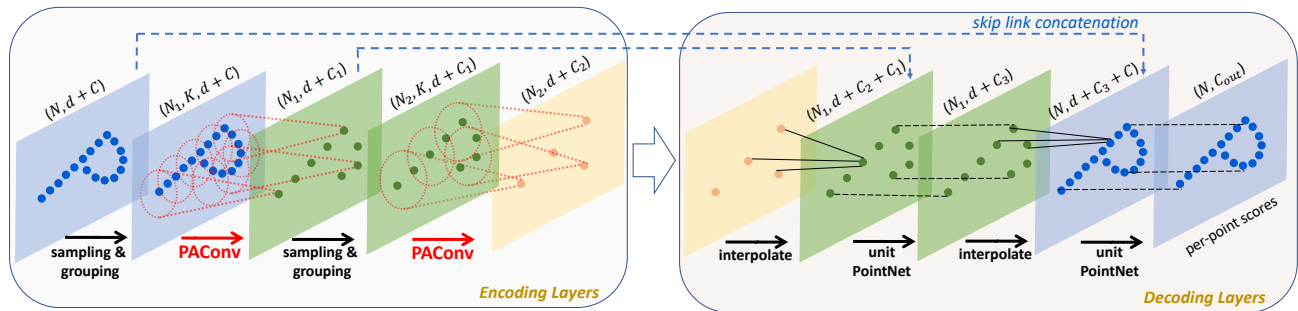 skip link concatenation
(N, d + C)
(N₁, K, d + C)
(N₁, d + C₁)
(N₂, K, d + C₁)
(N₂, d + C₂)
(N₁, d + C₂ + C₁)
(N₁, d + C₃)
(N, d + C₃ + C)
(N, Cₒᵤₜ)
sampling &
grouping
PAConv
sampling &
grouping
PAConv
interpolate
unit
PointNet
interpolate
unit
PointNet
per-point scores
Encoding Layers
Decoding Layers